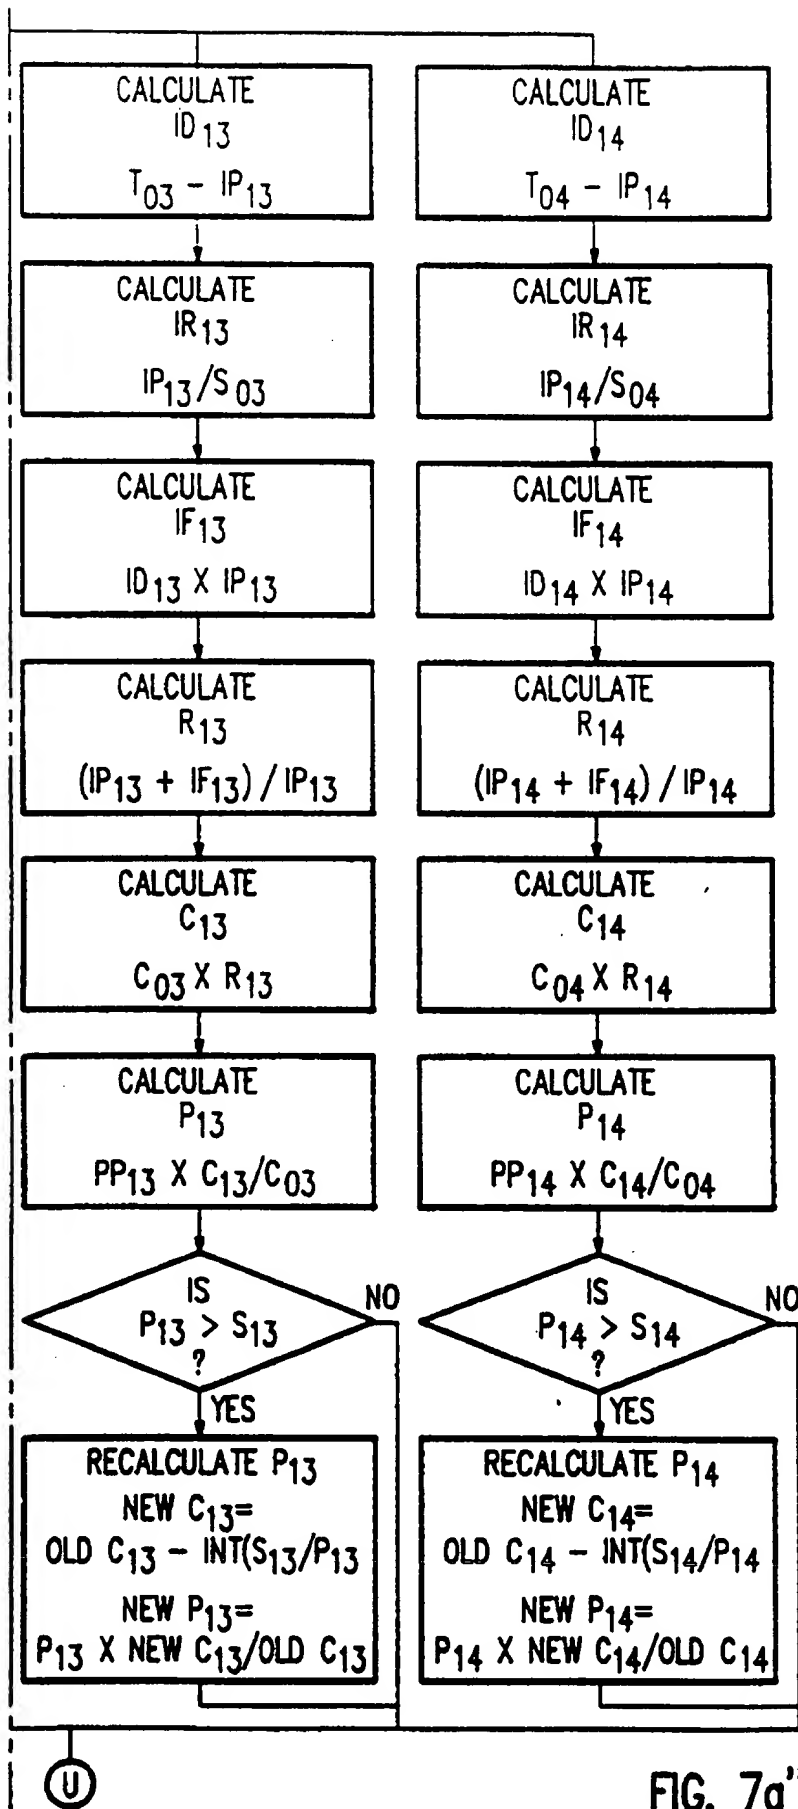 CALCULATE
ID13
T03 – IP13
CALCULATE
IR13
IP13/S03
CALCULATE
IF13
ID13 X IP13
CALCULATE
R13
(IP13 + IF13) / IP13
CALCULATE
C13
C03 X R13
CALCULATE
P13
PP13 X C13/C03
IS
P13 > S13
?
NO
YES
RECALCULATE P13
NEW C13=
OLD C13 – INT(S13/P13
NEW P13=
P13 X NEW C13/OLD C13
CALCULATE
ID14
T04 – IP14
CALCULATE
IR14
IP14/S04
CALCULATE
IF14
ID14 X IP14
CALCULATE
R14
(IP14 + IF14) / IP14
CALCULATE
C14
C04 X R14
CALCULATE
P14
PP14 X C14/C04
IS
P14 > S14
?
NO
YES
RECALCULATE P14
NEW C14=
OLD C14 – INT(S14/P14
NEW P14=
P14 X NEW C14/OLD C14
U
FIG. 7a"